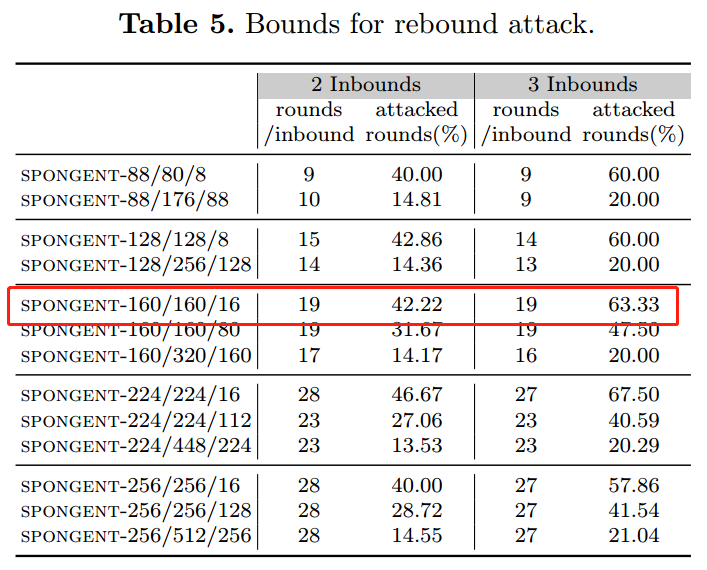 Table 5. Bounds for rebound attack.
2 Inbounds 3 Inbounds
rounds attacked rounds attacked
/inbound rounds(%) /inbound rounds(%)
SPONGENT-88/80/8 9 40.00 9 60.00
SPONGENT-88/176/88 10 14.81 9 20.00
SPONGENT-128/128/8 15 42.86 14 60.00
SPONGENT-128/256/128 14 14.36 13 20.00
SPONGENT-160/160/16 19 42.22 19 63.33
SPONGENT-160/160/80 19 31.67 19 47.50
SPONGENT-160/320/160 17 14.17 16 20.00
SPONGENT-224/224/16 28 46.67 27 67.50
SPONGENT-224/224/112 23 27.06 23 40.59
SPONGENT-224/448/224 23 13.53 23 20.29
SPONGENT-256/256/16 28 40.00 27 57.86
SPONGENT-256/256/128 28 28.72 27 41.54
SPONGENT-256/512/256 28 14.55 27 21.04